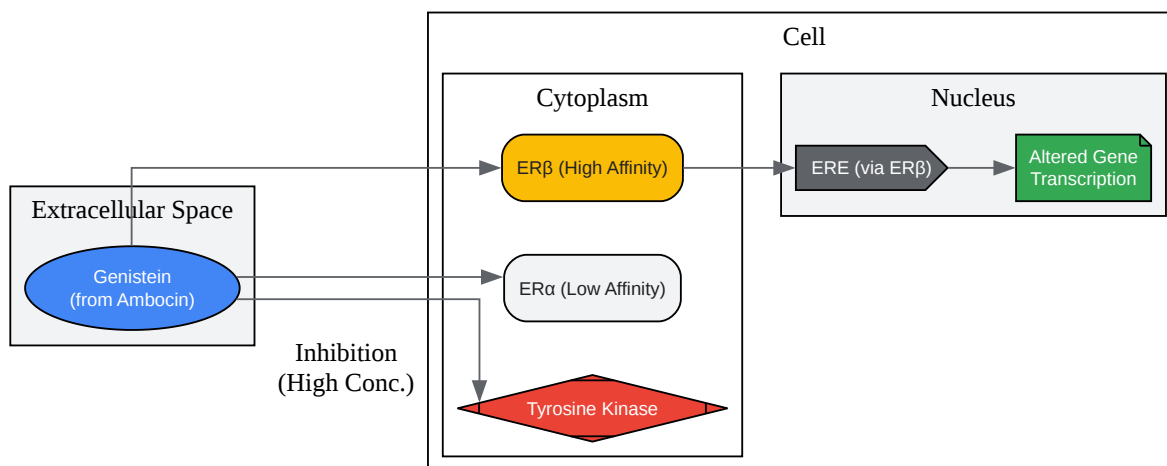 Cell
Cytoplasm
Nucleus
ERβ (High Affinity)
ERE (via ERβ)
Altered Gene
Transcription
Extracellular Space
Genistein
(from Ambocin)
ERα (Low Affinity)
Inhibition
(High Conc.)
Tyrosine Kinase